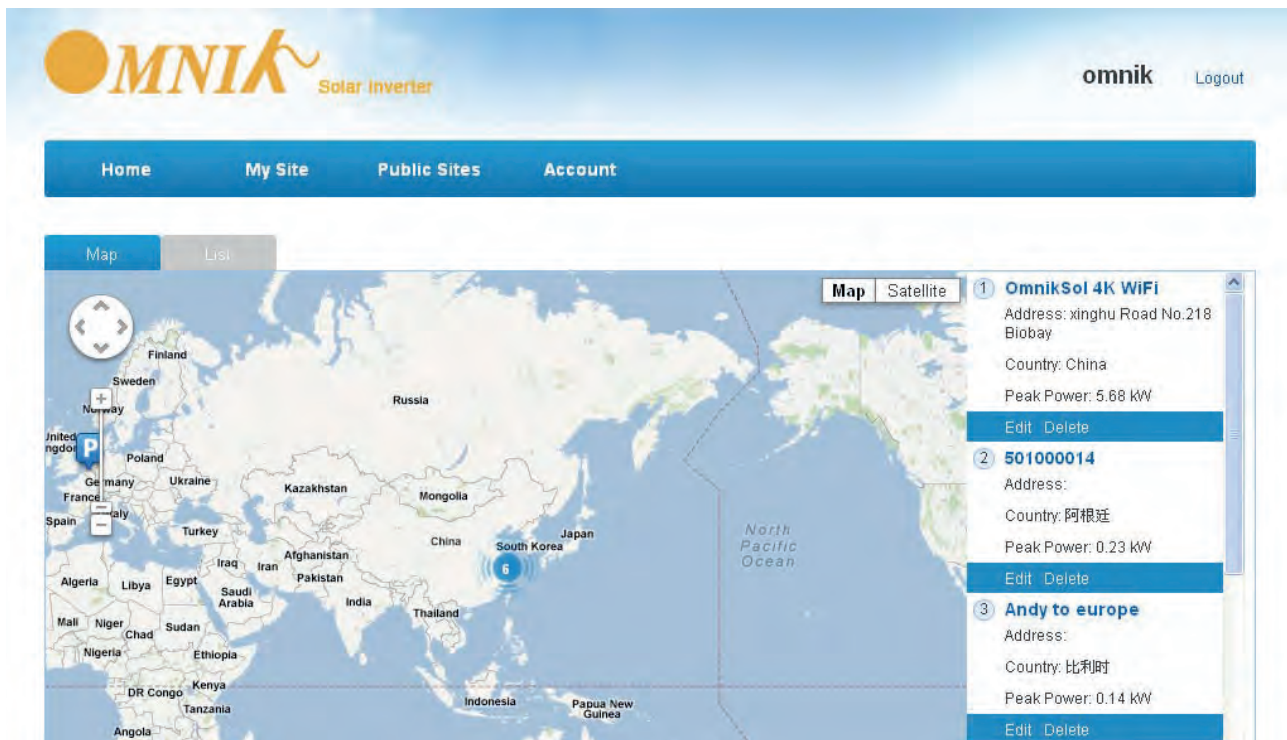 OMNIK Solar Inverter
omnik Logout
Home My Site Public Sites Account
Map List
Map Satellite
Finland
Sweden
Norway
Russia
United
ngdom
P
Poland
Germany
Ukraine
France
Kazakhstan
Mongolia
Spain
Italy
Turkey
China
South Korea
Japan
North
Pacific
Ocean
Afghanistan
Iraq
Iran
6
Algeria
Libya
Egypt
Pakistan
Saudi
Arabia
India
Thailand
Mali
Niger
Chad
Sudan
Nigeria
Ethiopia
DR Congo
Kenya
Tanzania
Indonesia
Papua New
Guinea
Angola
1 OmnikSol 4K WiFi
Address: xinghu Road No.218
Biobay
Country: China
Peak Power: 5.68 kW
Edit Delete
2 501000014
Address:
Country: 阿根廷
Peak Power: 0.23 kW
Edit Delete
3 Andy to europe
Address:
Country: 比利时
Peak Power: 0.14 kW
Edit Delete